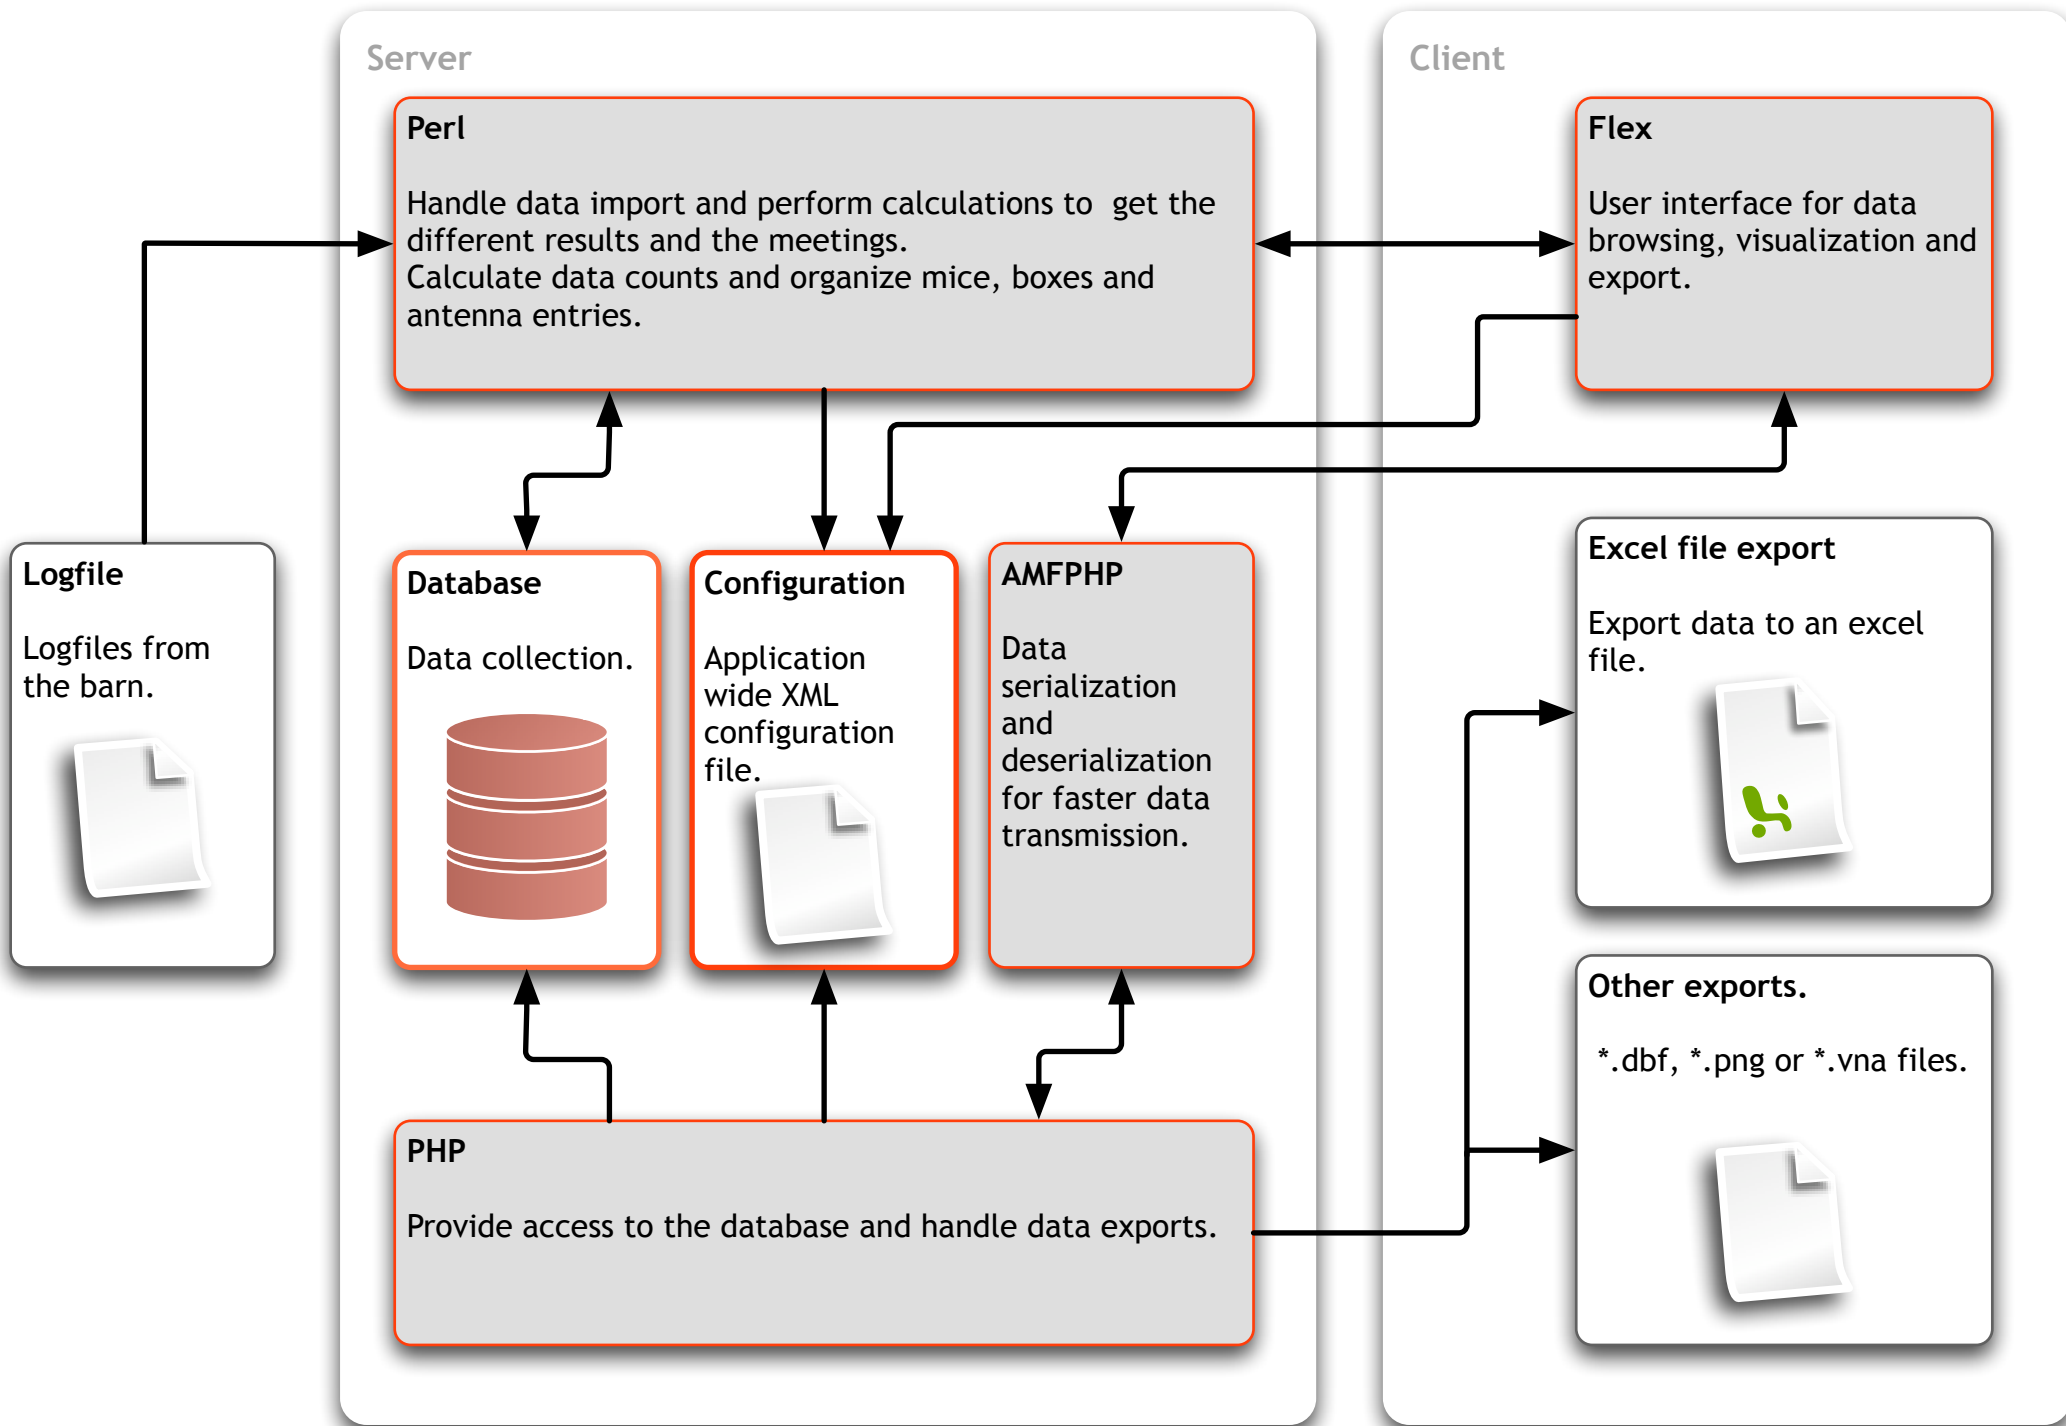 Server
Client
Perl
Handle data import and perform calculations to  get the
different results and the meetings.
Calculate data counts and organize mice, boxes and
antenna entries.
Flex
User interface for data
browsing, visualization and
export.
Logfile
Logfiles from
the barn.
Database
Data collection.
Configuration
Application
wide XML
configuration
file.
AMFPHP
Data
serialization
and
deserialization
for faster data
transmission.
Excel file export
Export data to an excel
file.
Other exports.
*.dbf, *.png or *.vna files.
PHP
Provide access to the database and handle data exports.